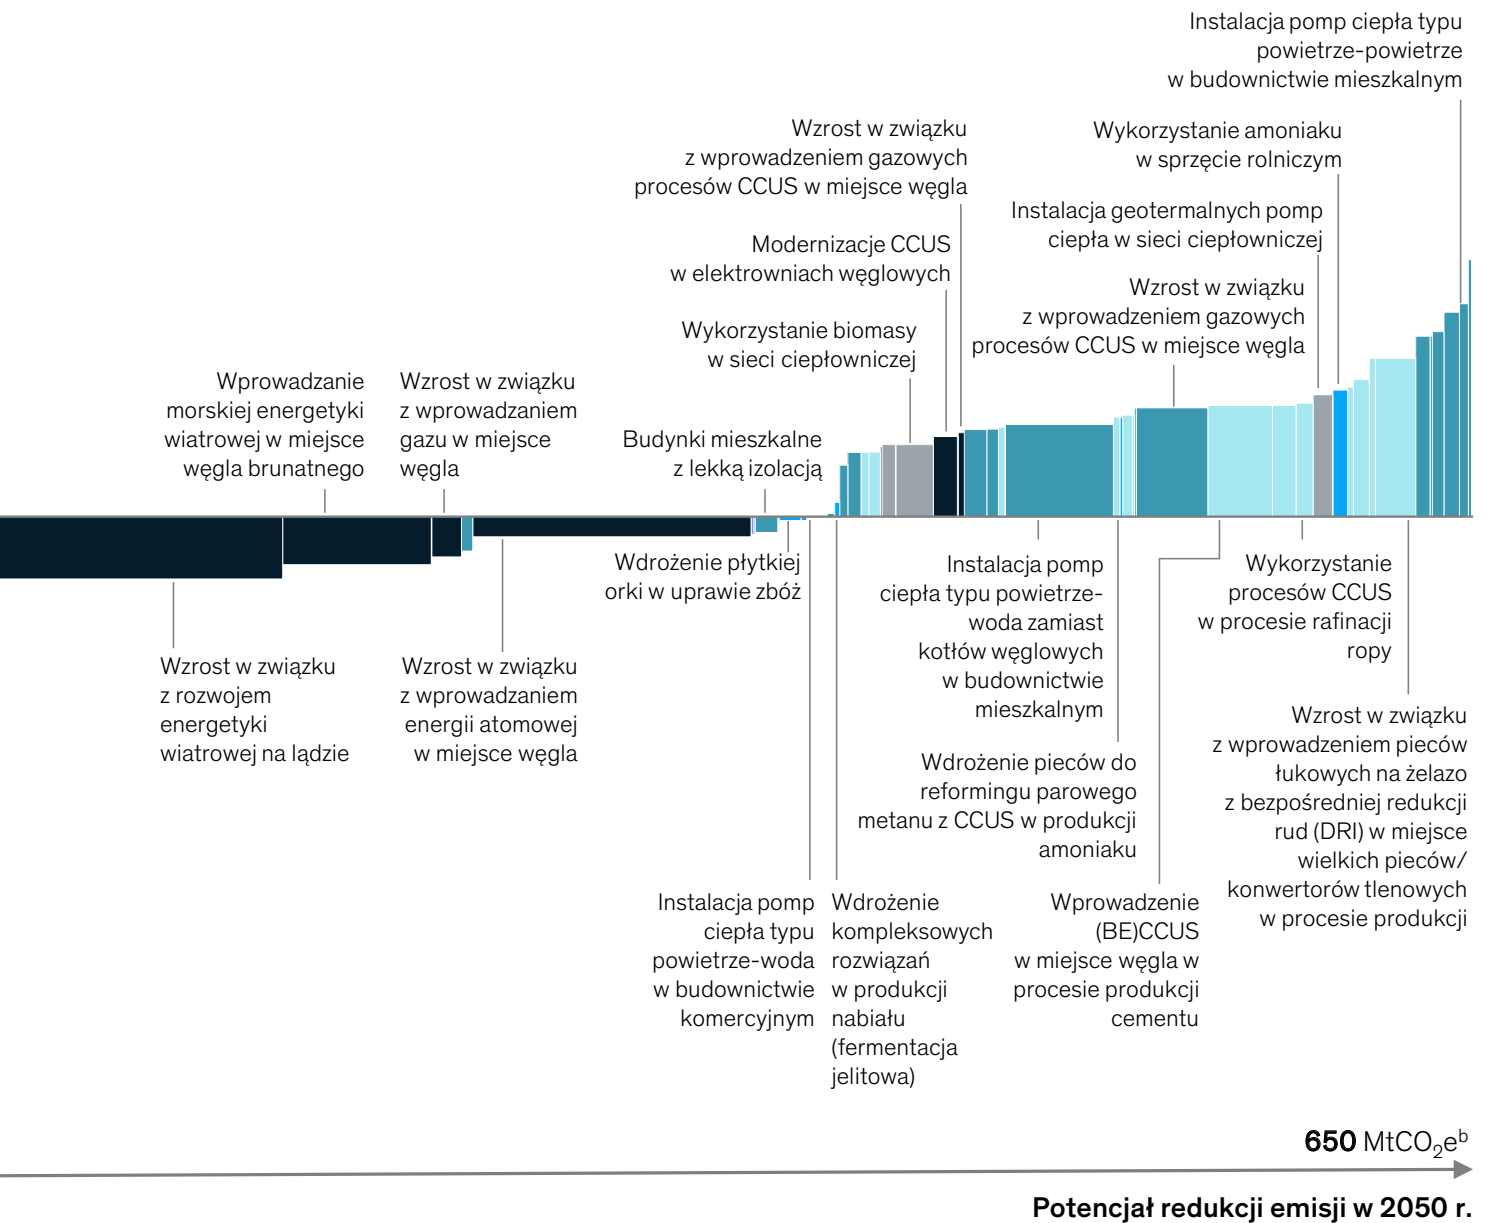 Instalacja pomp ciepła typu
powietrze-powietrze
w budownictwie mieszkalnym
Wzrost w związku
z wprowadzeniem gazowych
procesów CCUS w miejsce węgla
Wykorzystanie amoniaku
w sprzęcie rolniczym
Instalacja geotermalnych pomp
ciepła w sieci ciepłowniczej
Modernizacje CCUS
w elektrowniach węglowych
Wzrost w związku
z wprowadzeniem gazowych
procesów CCUS w miejsce węgla
Wykorzystanie biomasy
w sieci ciepłowniczej
Wprowadzanie
morskiej energetyki
wiatrowej w miejsce
węgla brunatnego
Wzrost w związku
z wprowadzaniem
gazu w miejsce
węgla
Budynki mieszkalne
z lekką izolacją
Wdrożenie płytkiej
orki w uprawie zbóż
Instalacja pomp
ciepła typu powietrze-
woda zamiast
kotłów węglowych
w budownictwie
mieszkalnym
Wykorzystanie
procesów CCUS
w procesie rafinacji
ropy
Wzrost w związku
z rozwojem
energetyki
wiatrowej na lądzie
Wzrost w związku
z wprowadzaniem
energii atomowej
w miejsce węgla
Wzrost w związku
z wprowadzeniem pieców
łukowych na żelazo
z bezpośredniej redukcji
rud (DRI) w miejsce
wielkich pieców/
konwertorów tlenowych
w procesie produkcji
Wdrożenie pieców do
reformingu parowego
metanu z CCUS w produkcji
amoniaku
Instalacja pomp
ciepła typu
powietrze-woda
w budownictwie
komercyjnym
Wdrożenie
kompleksowych
rozwiązań
w produkcji
nabiału
(fermentacja
jelitowa)
Wprowadzenie
(BE)CCUS
w miejsce węgla w
procesie produkcji
cementu
650 MtCO₂eᵇ
Potencjał redukcji emisji w 2050 r.